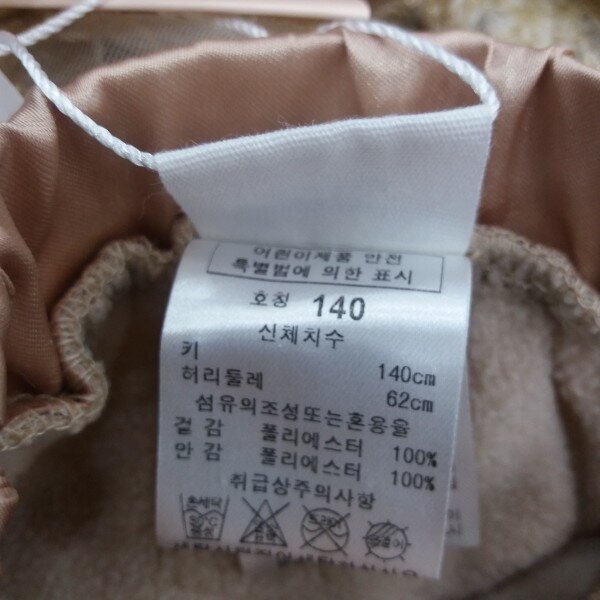 어린이제품 안전
특별법에 의한 표시
호칭 140
신체치수
키 140cm
허리둘레 62cm
섬유의조성또는혼용율
겉감 폴리에스터 100%
안감 폴리에스터 100%
취급상주의사항
드라이